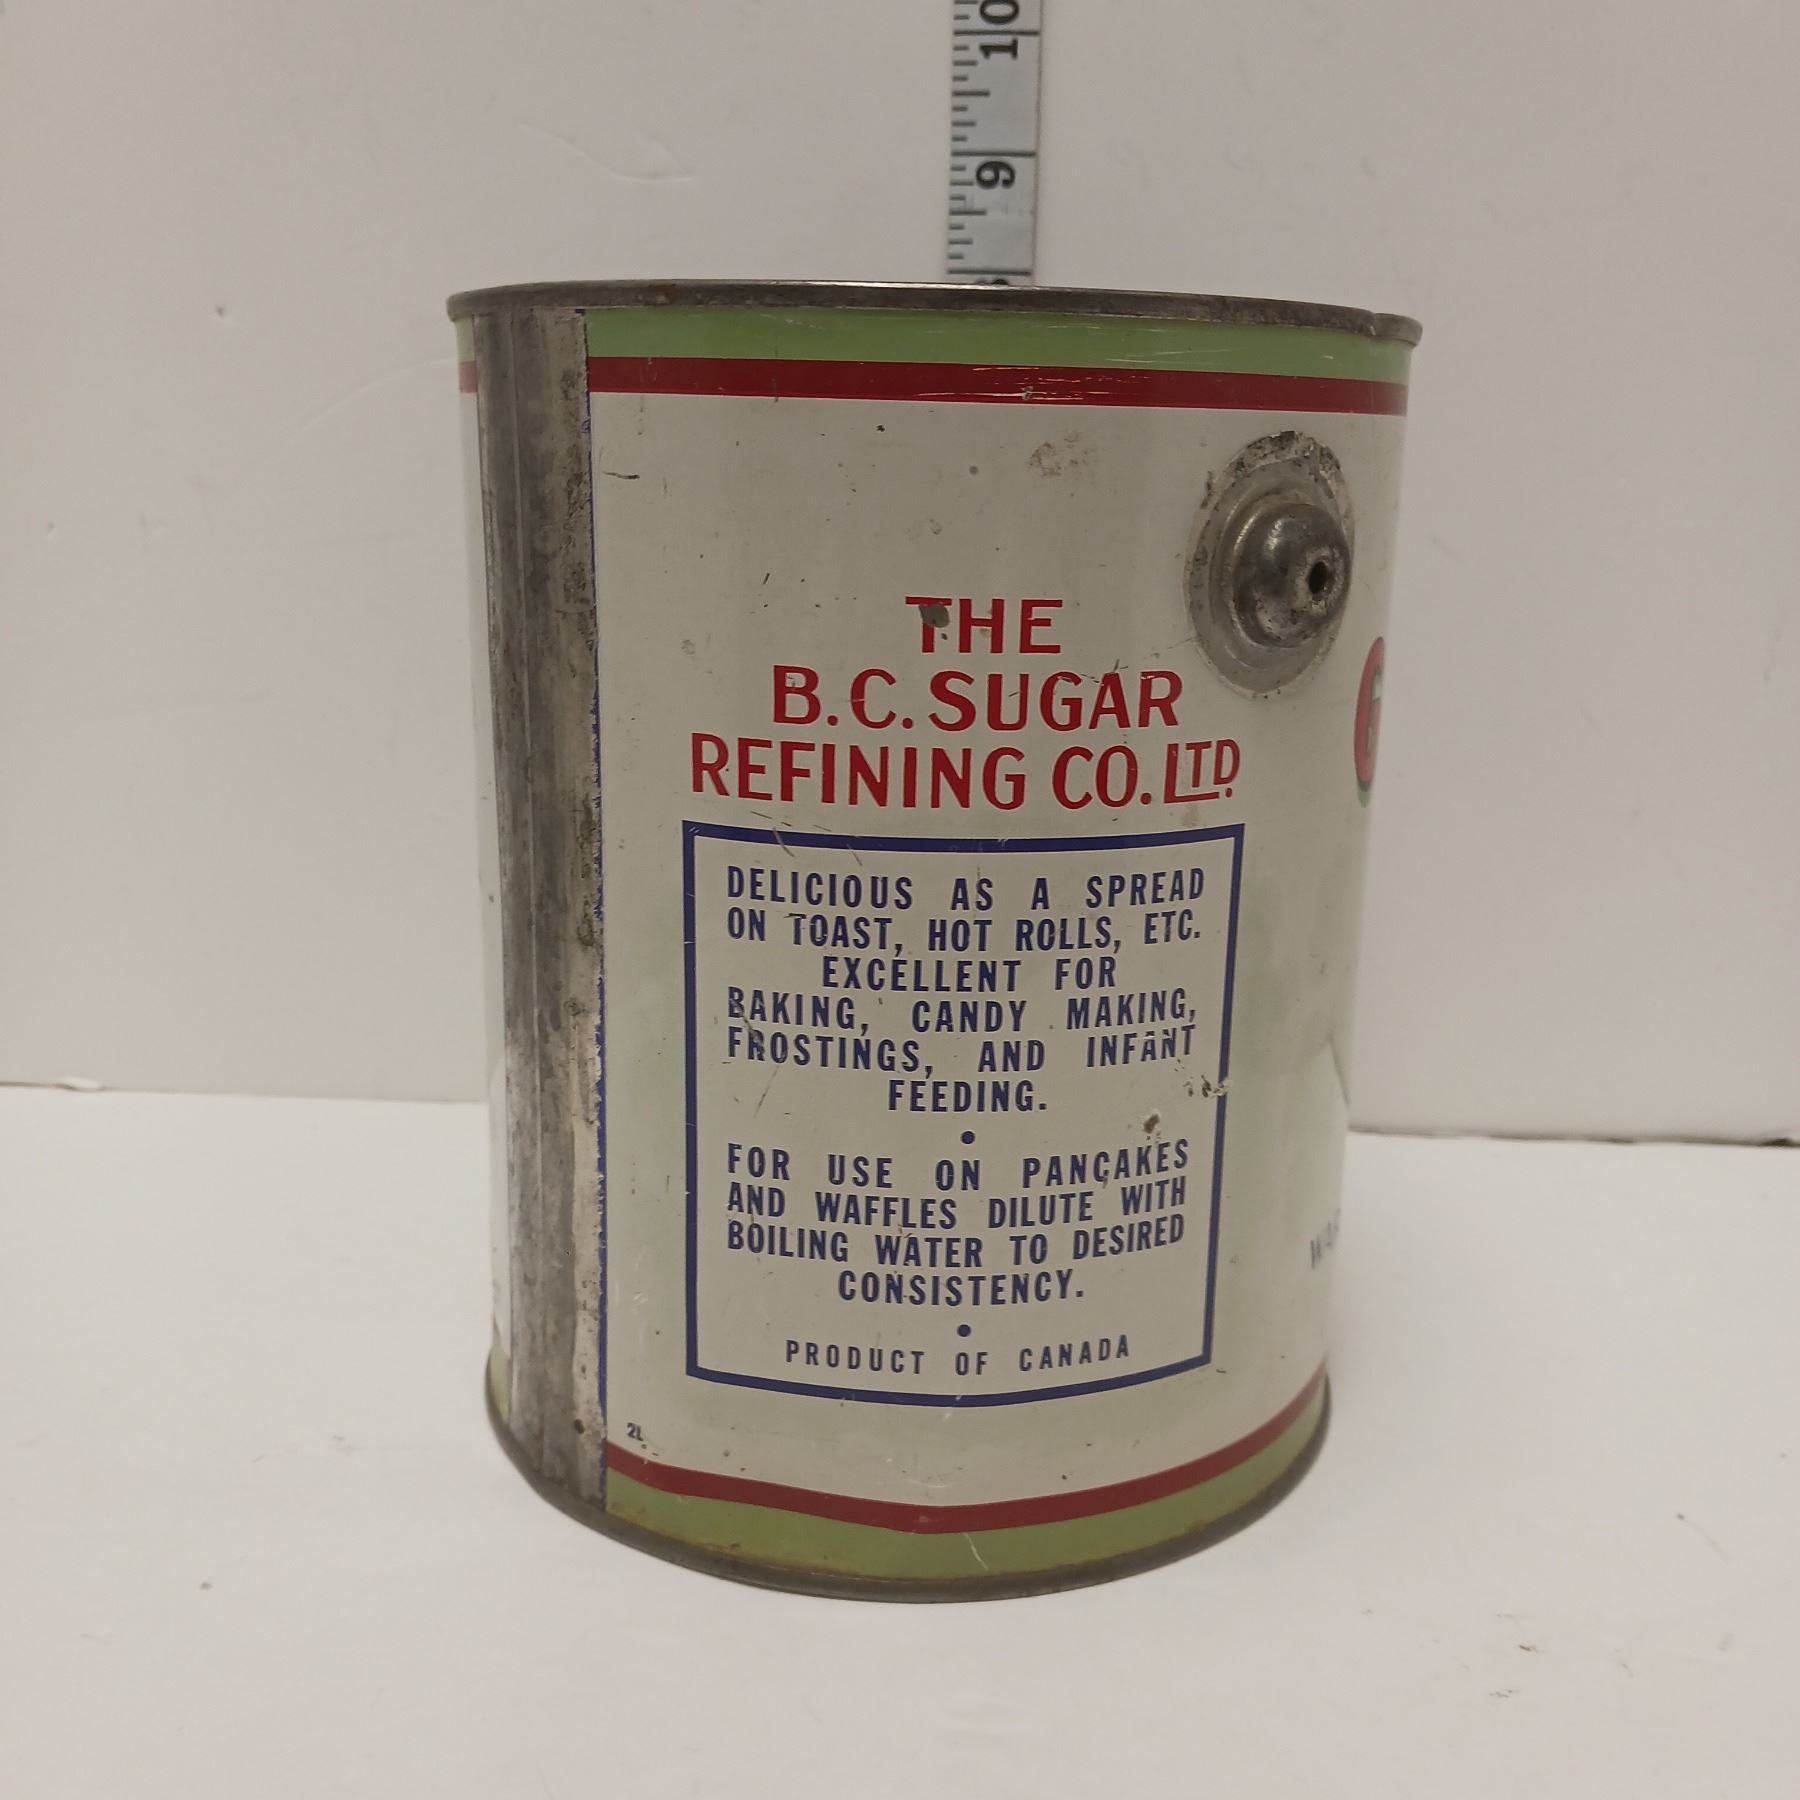 10
9
THE
B.C. SUGAR
REFINING CO. LTD.
DELICIOUS AS A SPREAD
ON TOAST, HOT ROLLS, ETC.
EXCELLENT FOR
BAKING, CANDY MAKING,
FROSTINGS, AND INFANT
FEEDING.
•
FOR USE ON PANCAKES
AND WAFFLES DILUTE WITH
BOILING WATER TO DESIRED
CONSISTENCY.
•
PRODUCT OF CANADA
2L